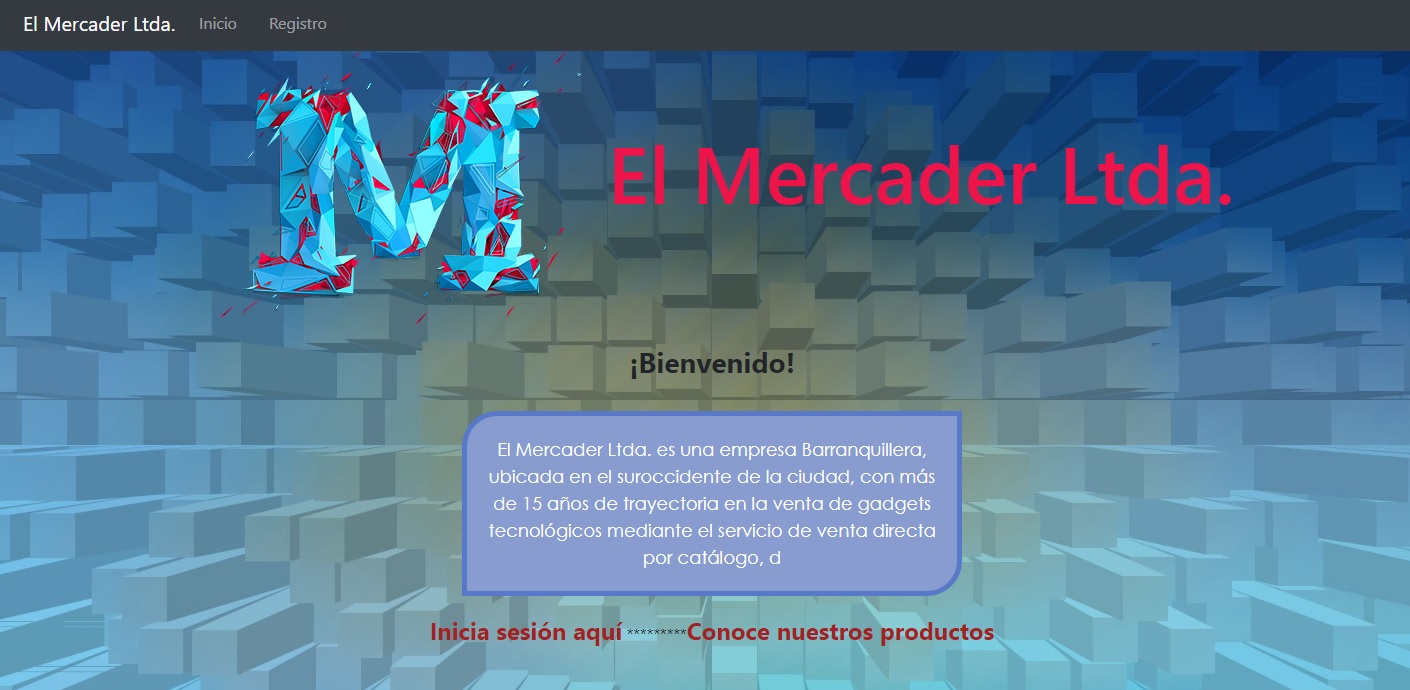 El Mercader Ltda. Inicio Registro
M
El Mercader Ltda.
¡Bienvenido!
El Mercader Ltda. es una empresa Barranquillera,
ubicada en el suroccidente de la ciudad, con más
de 15 años de trayectoria en la venta de gadgets
tecnológicos mediante el servicio de venta directa
por catálogo, d
Inicia sesión aquí *********Conoce nuestros productos